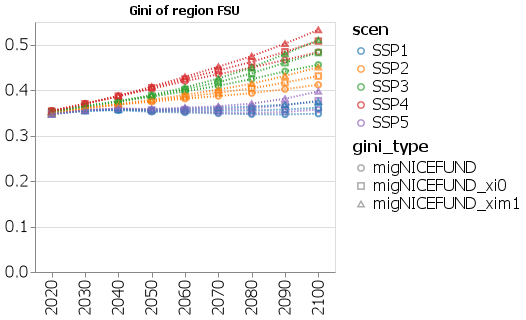 Gini of region FSU
0.5
0.4
0.3
0.2
0.1
0.0
2020
2030
2040
2050
2060
2070
2080
2090
2100
scen
SSP1
SSP2
SSP3
SSP4
SSP5
gini_type
migNICEFUND
migNICEFUND_xi0
migNICEFUND_xim1